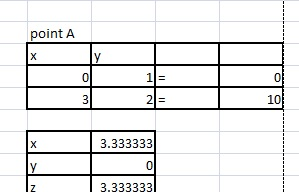 point A
x y
0 1 = 0
3 2 = 10
x 3.333333
y 0
z 3.333333